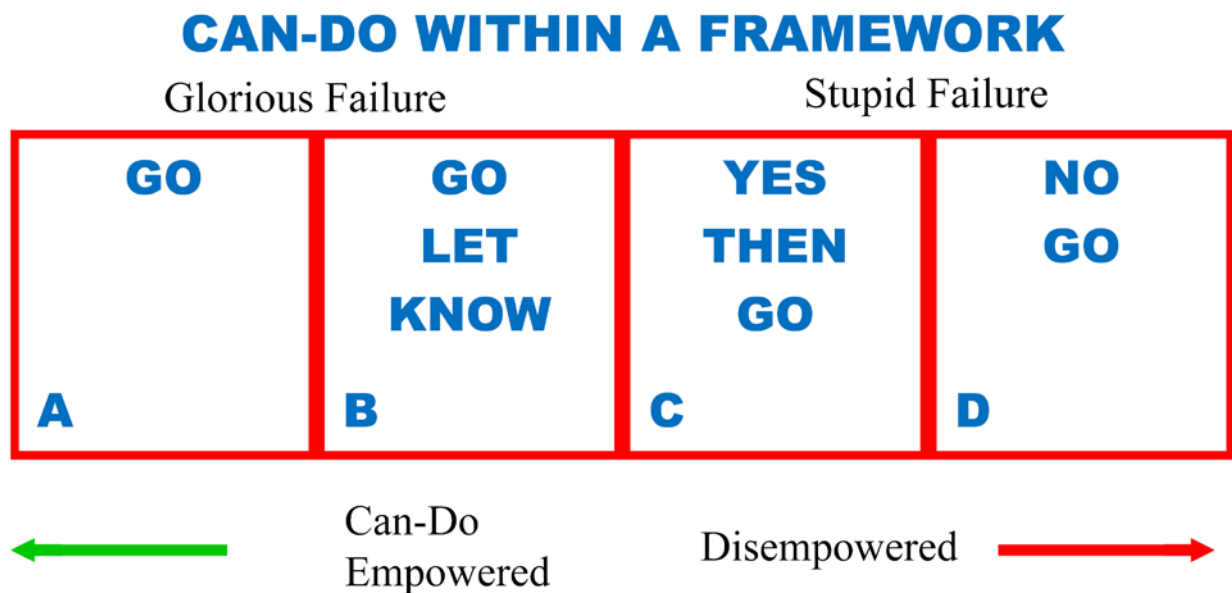 CAN-DO WITHIN A FRAMEWORK
Glorious Failure
Stupid Failure
GO
A
GO
LET
KNOW
B
YES
THEN
GO
C
NO
GO
D
Can-Do
Empowered
Disempowered